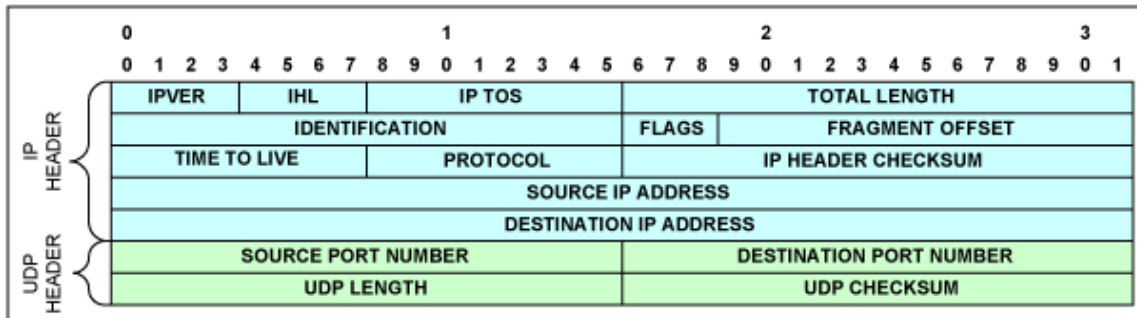 0 1 2 3
0 1 2 3 4 5 6 7 8 9 0 1 2 3 4 5 6 7 8 9 0 1 2 3 4 5 6 7 8 9 0 1
IP HEADER
IPVER IHL IP TOS TOTAL LENGTH
IDENTIFICATION FLAGS FRAGMENT OFFSET
TIME TO LIVE PROTOCOL IP HEADER CHECKSUM
SOURCE IP ADDRESS
DESTINATION IP ADDRESS
UDP HEADER
SOURCE PORT NUMBER DESTINATION PORT NUMBER
UDP LENGTH UDP CHECKSUM